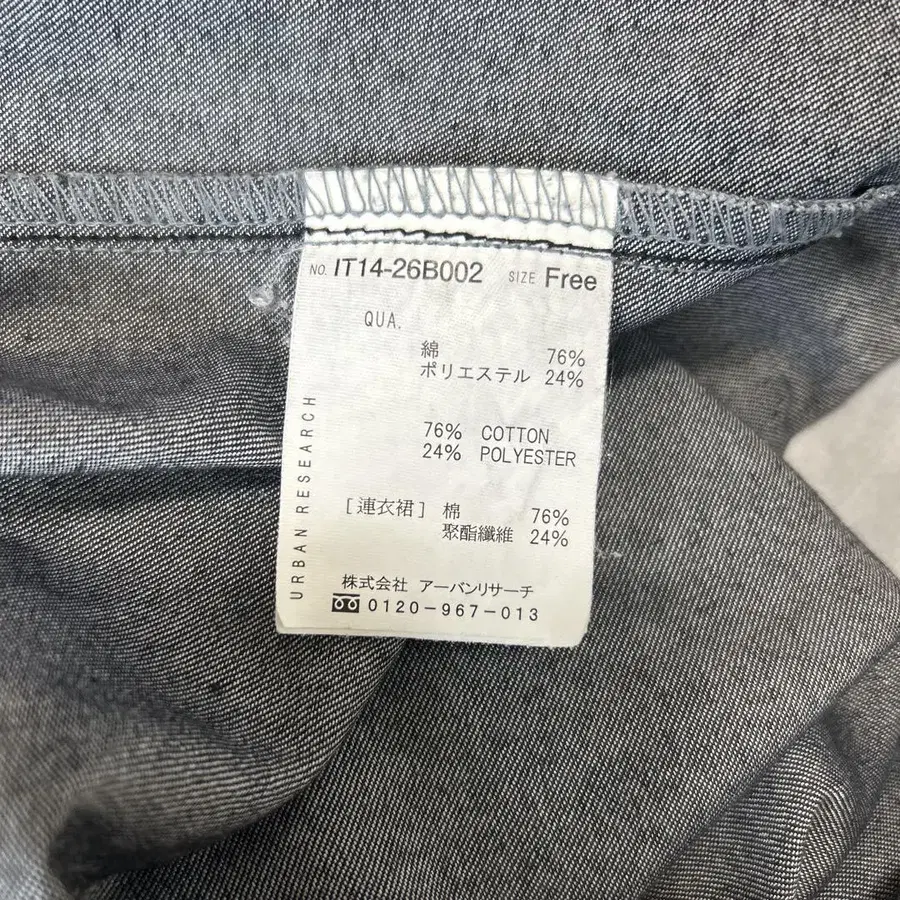 NO. IT14-26B002 SIZE Free
QUA.
綿 76%
ポリエステル 24%
76% COTTON
24% POLYESTER
[連衣裙] 棉 76%
聚酯纖維 24%
株式会社 アーバンリサーチ
0120-967-013
URBAN RESEARCH